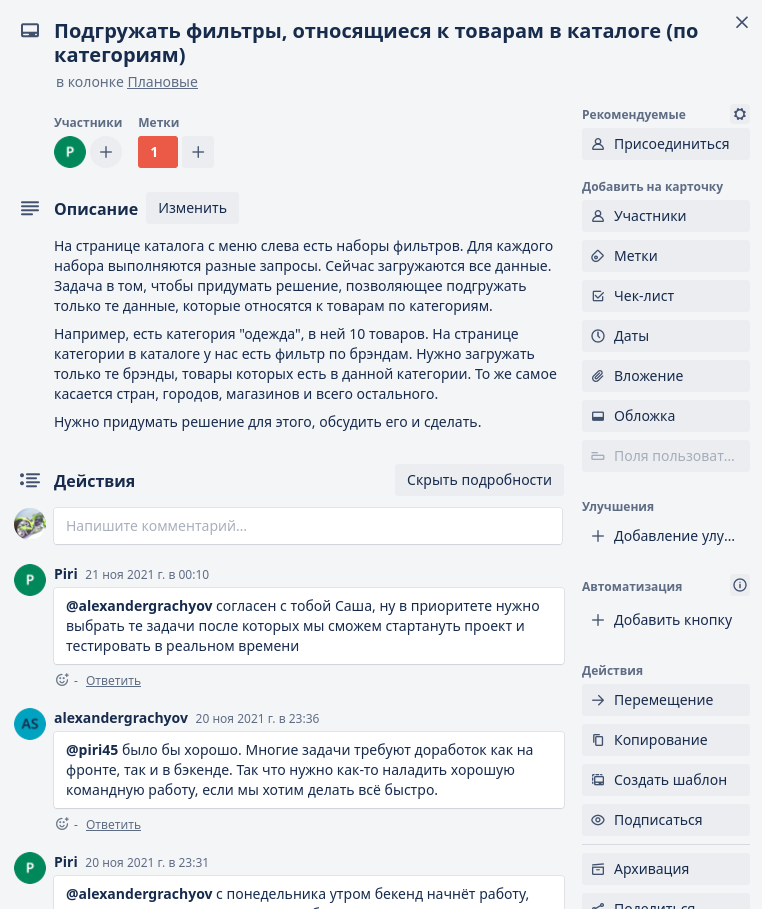 Подгружать фильтры, относящиеся к товарам в каталоге (по
категориям)
в колонке Плановые
Участники
Метки
P
1
Описание
Изменить
На странице каталога с меню слева есть наборы фильтров. Для каждого
набора выполняются разные запросы. Сейчас загружаются все данные.
Задача в том, чтобы придумать решение, позволяющее подгружать
только те данные, которые относятся к товарам по категориям.
Например, есть категория "одежда", в ней 10 товаров. На странице
категории в каталоге у нас есть фильтр по брэндам. Нужно загружать
только те брэнды, товары которых есть в данной категории. То же самое
касается стран, городов, магазинов и всего остального.
Нужно придумать решение для этого, обсудить его и сделать.
Действия
Скрыть подробности
Напишите комментарий…
P
Piri 21 ноя 2021 г. в 00:10
@alexandergrachyov согласен с тобой Саша, ну в приоритете нужно
выбрать те задачи после которых мы сможем стартануть проект и
тестировать в реальном времени
- Ответить
AS
alexandergrachyov 20 ноя 2021 г. в 23:36
@piri45 было бы хорошо. Многие задачи требуют доработок как на
фронте, так и в бэкенде. Так что нужно как-то наладить хорошую
командную работу, если мы хотим делать всё быстро.
- Ответить
P
Piri 20 ноя 2021 г. в 23:31
@alexandergrachyov с понедельника утром бекенд начнёт работу,
Рекомендуемые
Присоединиться
Добавить на карточку
Участники
Метки
Чек-лист
Даты
Вложение
Обложка
Поля пользоват…
Улучшения
Добавление улу…
Автоматизация
Добавить кнопку
Действия
Перемещение
Копирование
Создать шаблон
Подписаться
Архивация
Поделиться